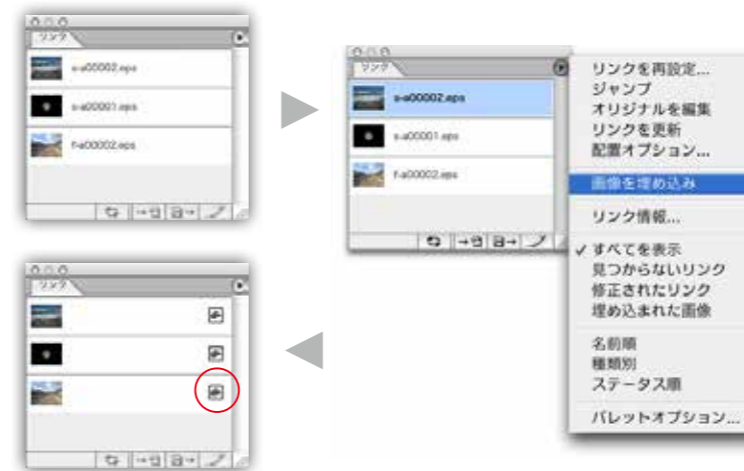 リンク
s-a00002.eps
s-a00001.eps
f-a00002.eps
リンク
s-a00002.eps
s-a00001.eps
f-a00002.eps
リンクを再設定...
ジャンプ
オリジナルを編集
リンクを更新
配置オプション...
画像を埋め込み
リンク情報...
✓すべてを表示
見つからないリンク
修正されたリンク
埋め込まれた画像
名前順
種類別
ステータス順
パレットオプション...
リンク